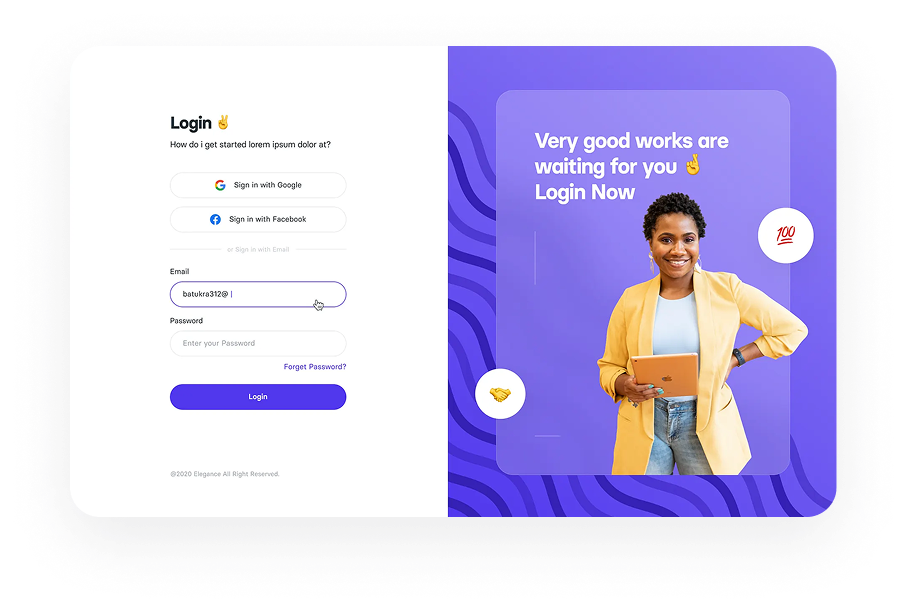 Login ✌️
How do i get started lorem ipsum dolor at?
Sign in with Google
Sign in with Facebook
or Sign in with Email
Email
batukra312@ |
Password
Enter your Password
Forget Password?
Login
@2020 Elegance All Right Reserved.
Very good works are
waiting for you 🤞
Login Now
100